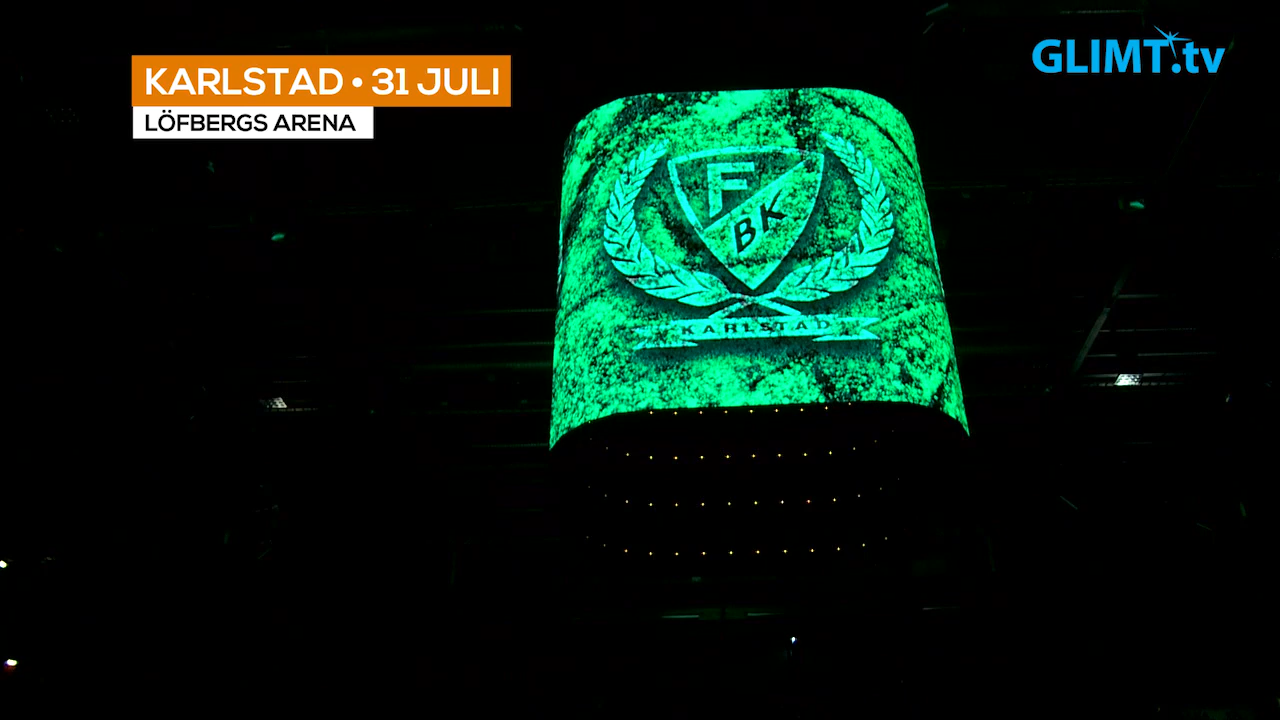 KARLSTAD • 31 JULI
LÖFBERGS ARENA
GLIMT.tv
F
BK
KARLSTAD